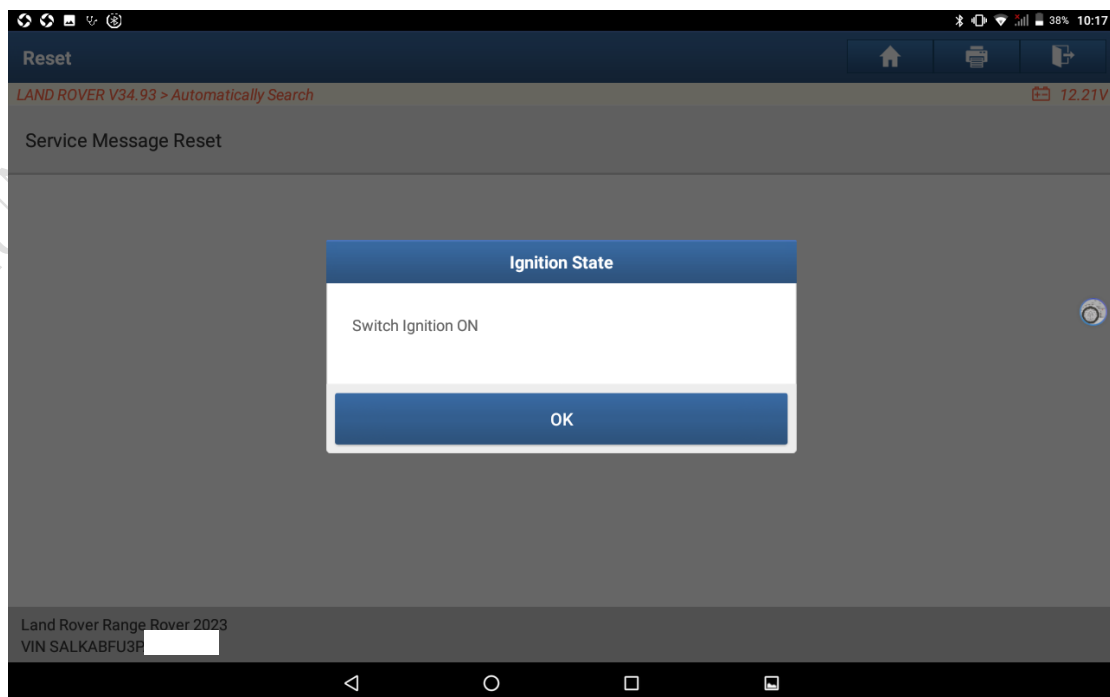 38% 10:17
Reset
LAND ROVER V34.93 > Automatically Search 12.21V
Service Message Reset
Ignition State
Switch Ignition ON
OK
Land Rover Range Rover 2023
VIN SALKABFU3P